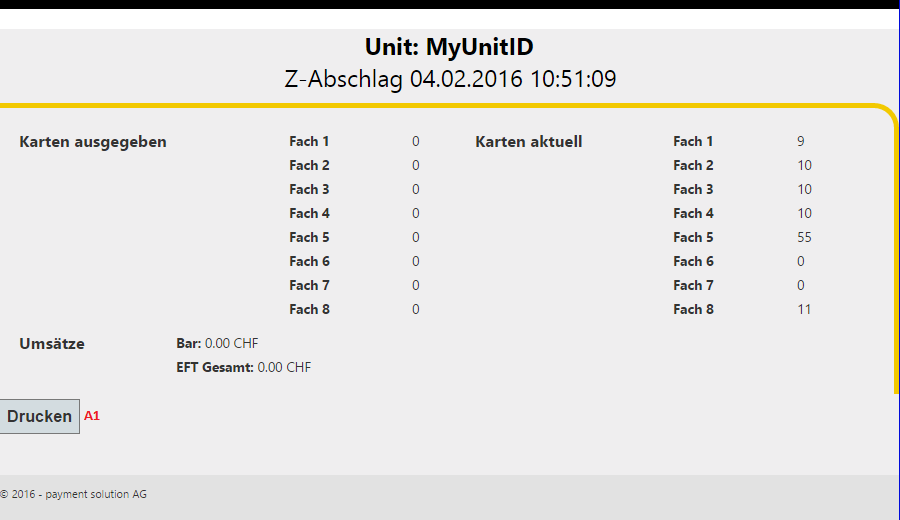 Unit: MyUnitID
Z-Abschlag 04.02.2016 10:51:09
Karten ausgegeben Fach 1 0 Karten aktuell Fach 1 9
Fach 2 0 Fach 2 10
Fach 3 0 Fach 3 10
Fach 4 0 Fach 4 10
Fach 5 0 Fach 5 55
Fach 6 0 Fach 6 0
Fach 7 0 Fach 7 0
Fach 8 0 Fach 8 11
Umsätze Bar: 0.00 CHF
EFT Gesamt: 0.00 CHF
Drucken A1
© 2016 - payment solution AG